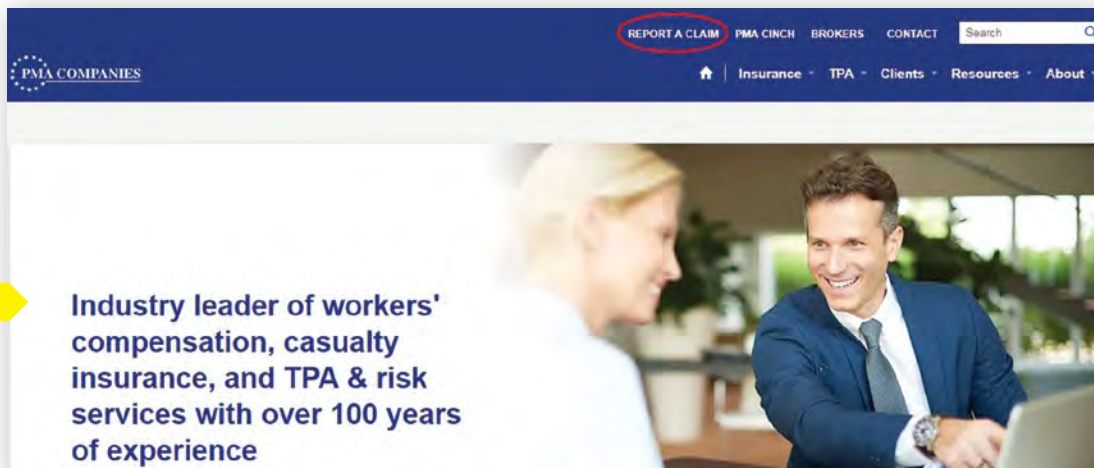 REPORT A CLAIM PMA CINCH BROKERS CONTACT Search
PMA COMPANIES
Insurance TPA Clients Resources About
Industry leader of workers'
compensation, casualty
insurance, and TPA & risk
services with over 100 years
of experience